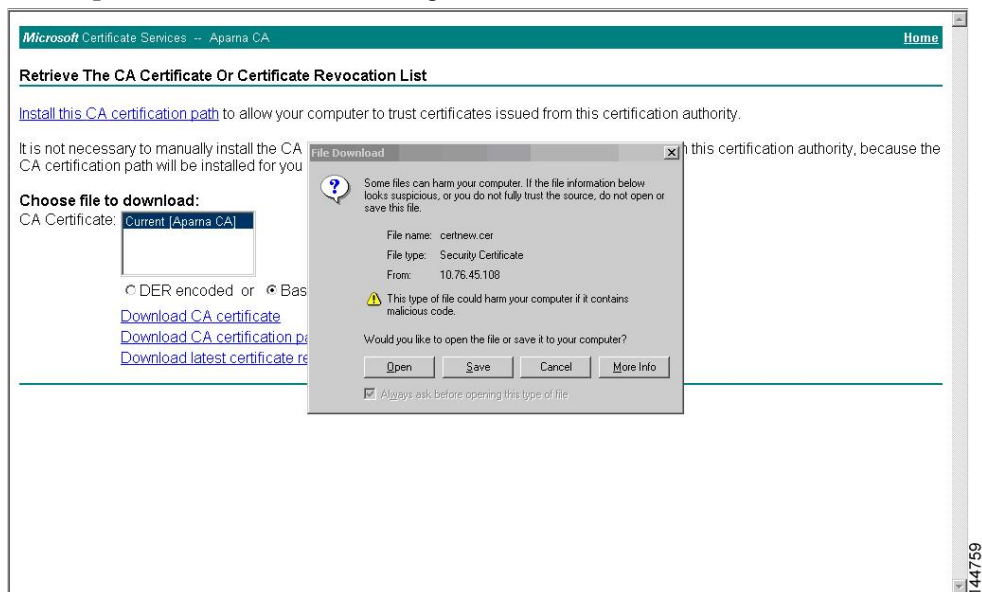 Microsoft Certificate Services -- Aparna CA Home
Retrieve The CA Certificate Or Certificate Revocation List
Install this CA certification path to allow your computer to trust certificates issued from this certification authority.
It is not necessary to manually install the CA
this certification authority, because the
CA certification path will be installed for you
Choose file to download:
CA Certificate: Current [Aparna CA]
DER encoded or Bas
Download CA certificate
Download CA certification pa
Download latest certificate re
File Download
Some files can harm your computer. If the file information below
looks suspicious, or you do not fully trust the source, do not open or
save this file.
File name: certnew.cer
File type: Security Certificate
From: 10.76.45.108
This type of file could harm your computer if it contains
malicious code.
Would you like to open the file or save it to your computer?
Open Save Cancel More Info
Always ask before opening this type of file
144759